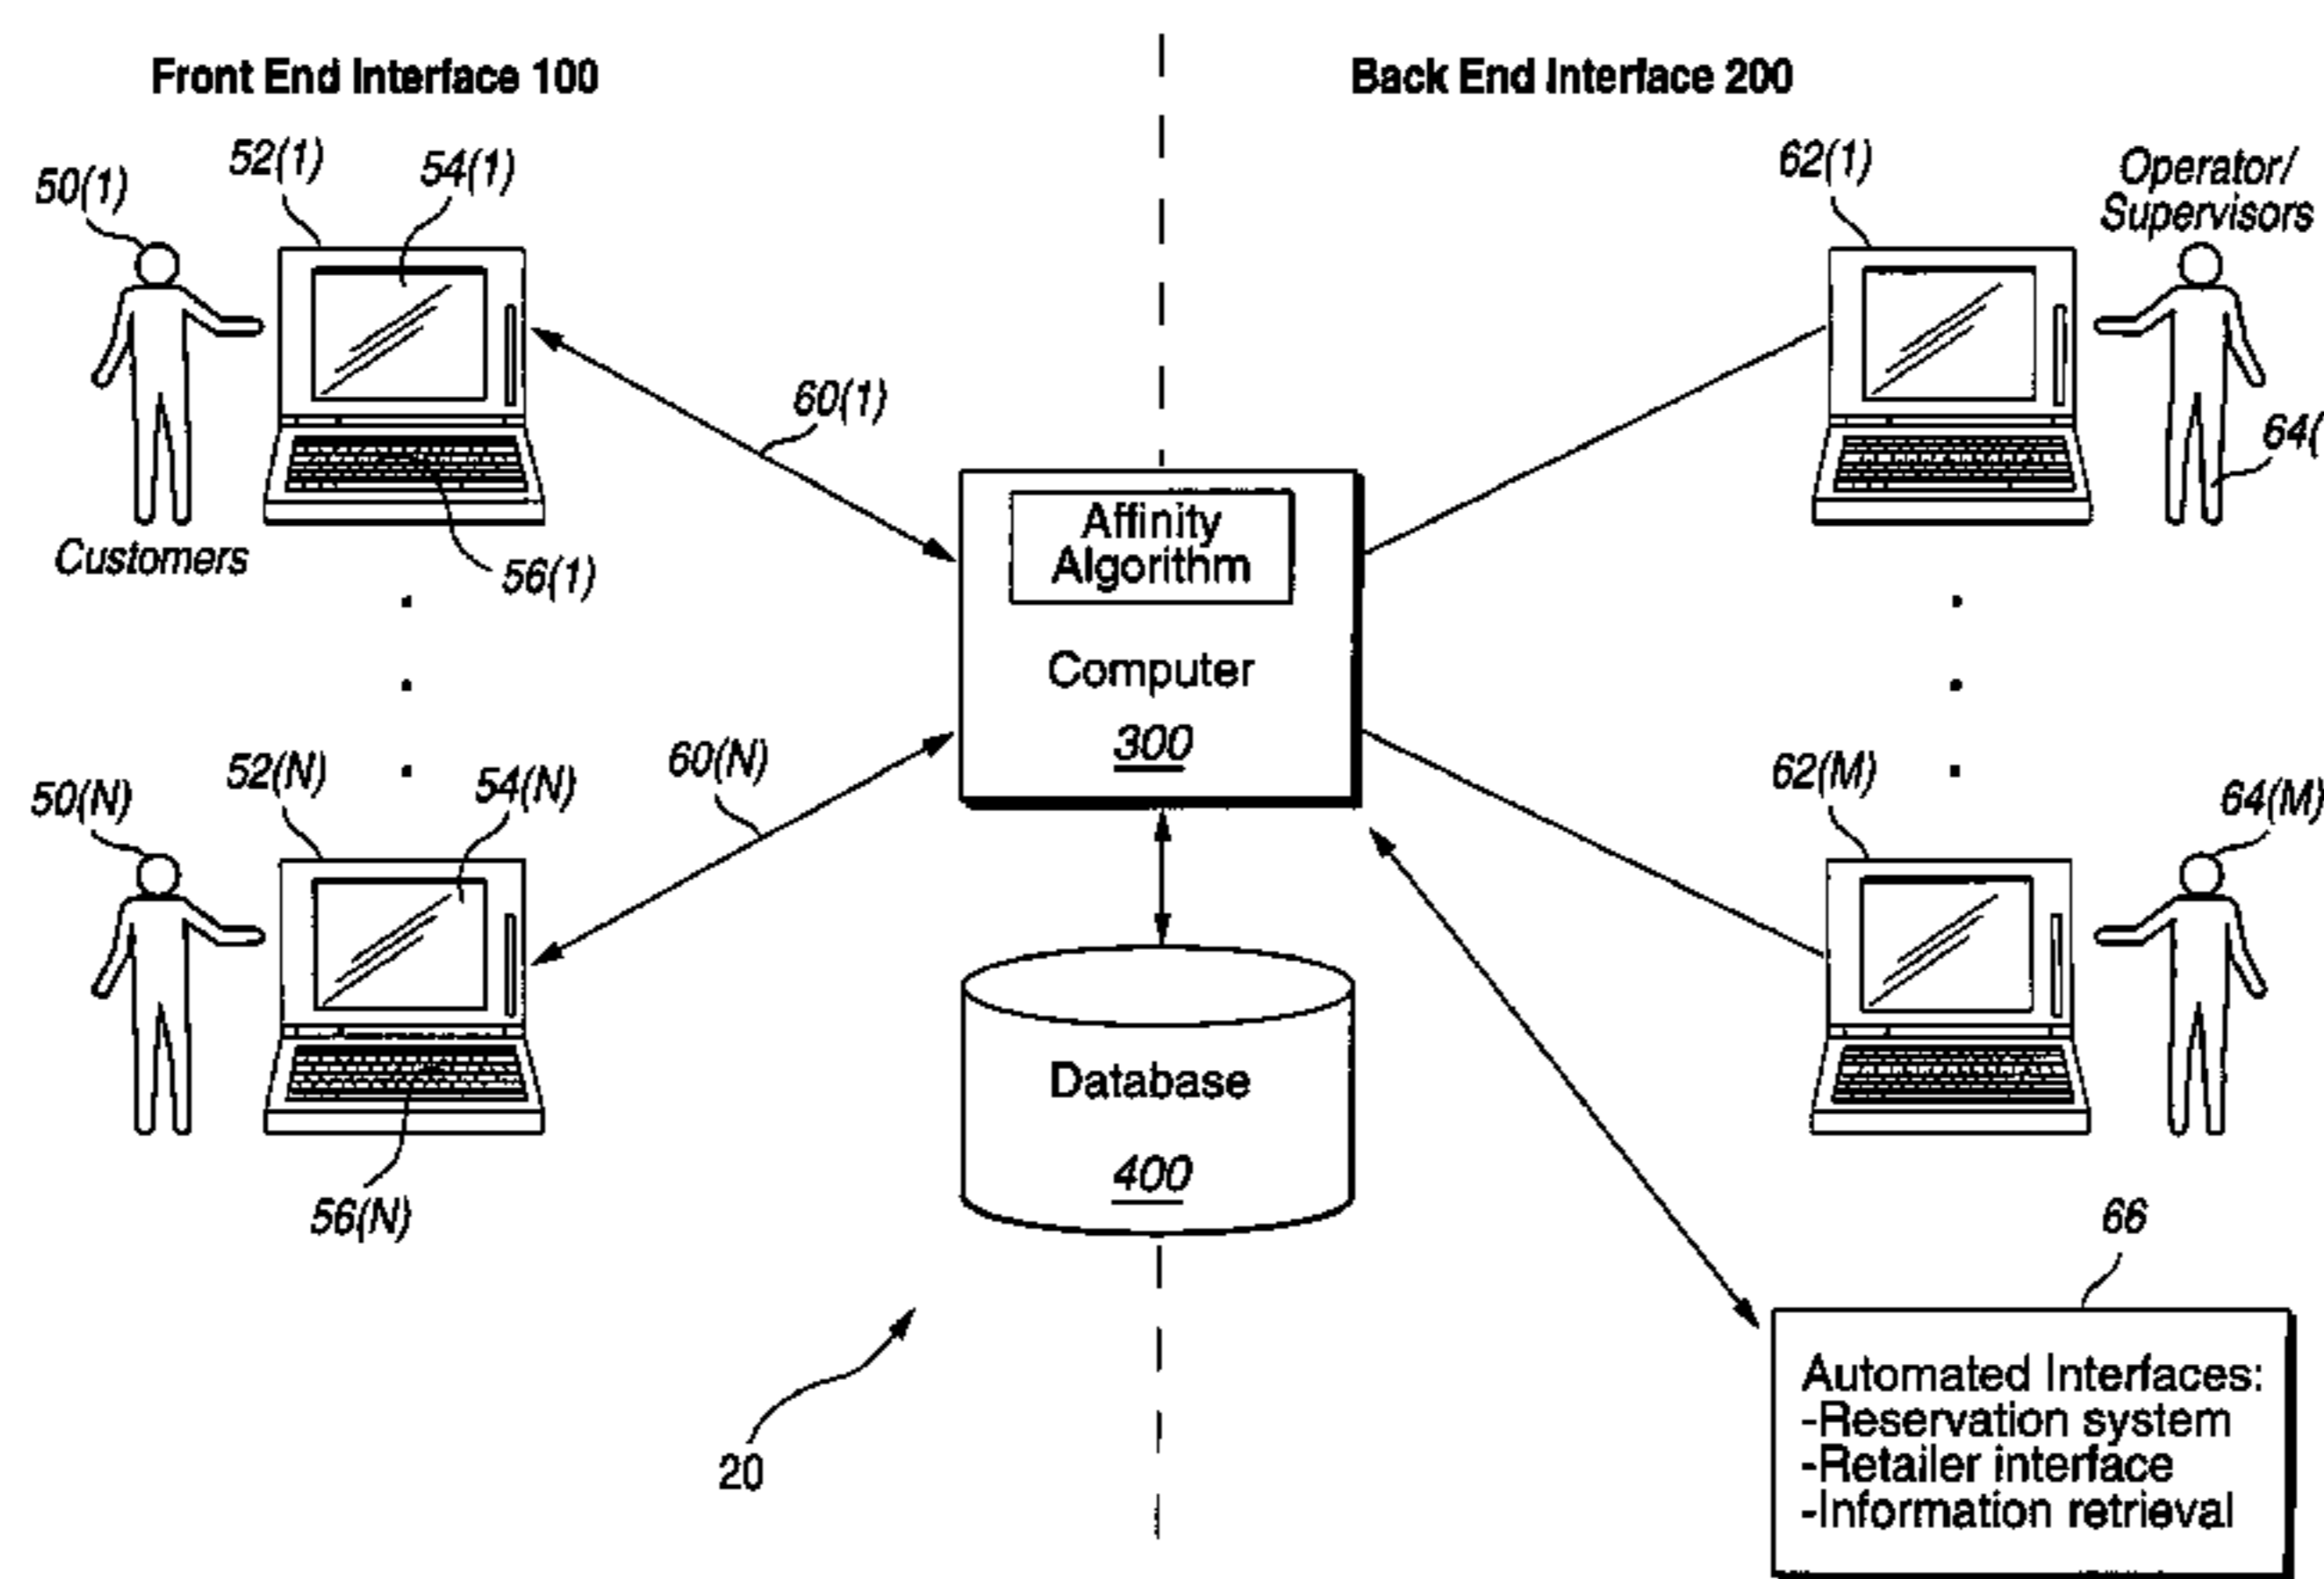 Front End Interface 100
Back End Interface 200
50(1)
52(1)
54(1)
62(1)
Operator/
Supervisors
60(1)
64(
Customers
56(1)
Affinity
Algorithm
Computer
300
50(N)
52(N)
54(N)
60(N)
62(M)
64(M)
56(N)
Database
400
66
20
Automated Interfaces:
-Reservation system
-Retailer interface
-Information retrieval